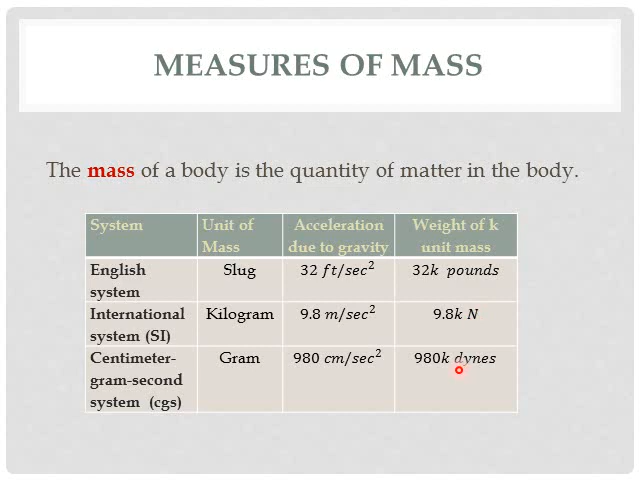 MEASURES OF MASS
The mass of a body is the quantity of matter in the body.
System Unit of Mass Acceleration due to gravity Weight of k unit mass
English system Slug 32 ft/sec² 32k pounds
International system (SI) Kilogram 9.8 m/sec² 9.8k N
Centimeter-gram-second system (cgs) Gram 980 cm/sec² 980k dynes